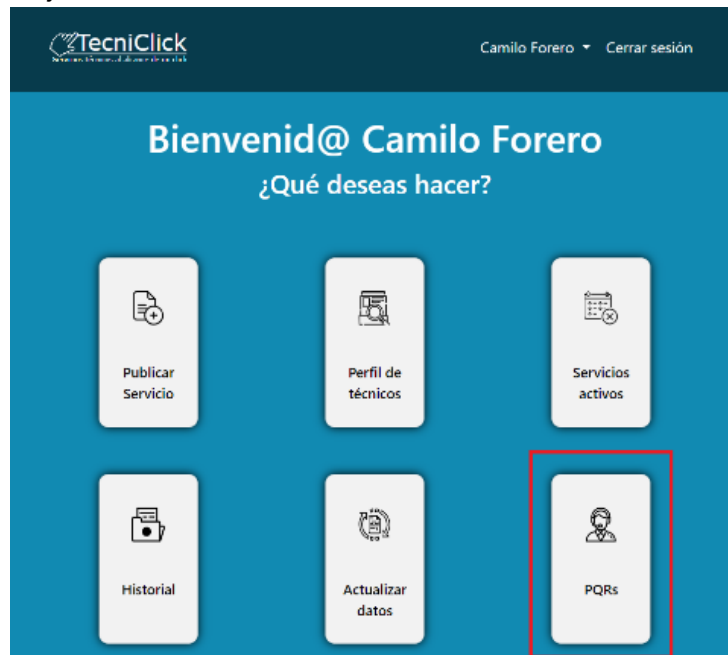 TecniClick
Camilo Forero Cerrar sesión
Bienvenid@ Camilo Forero
¿Qué deseas hacer?
Publicar
Servicio
Perfil de
técnicos
Servicios
activos
Historial
Actualizar
datos
PQRs